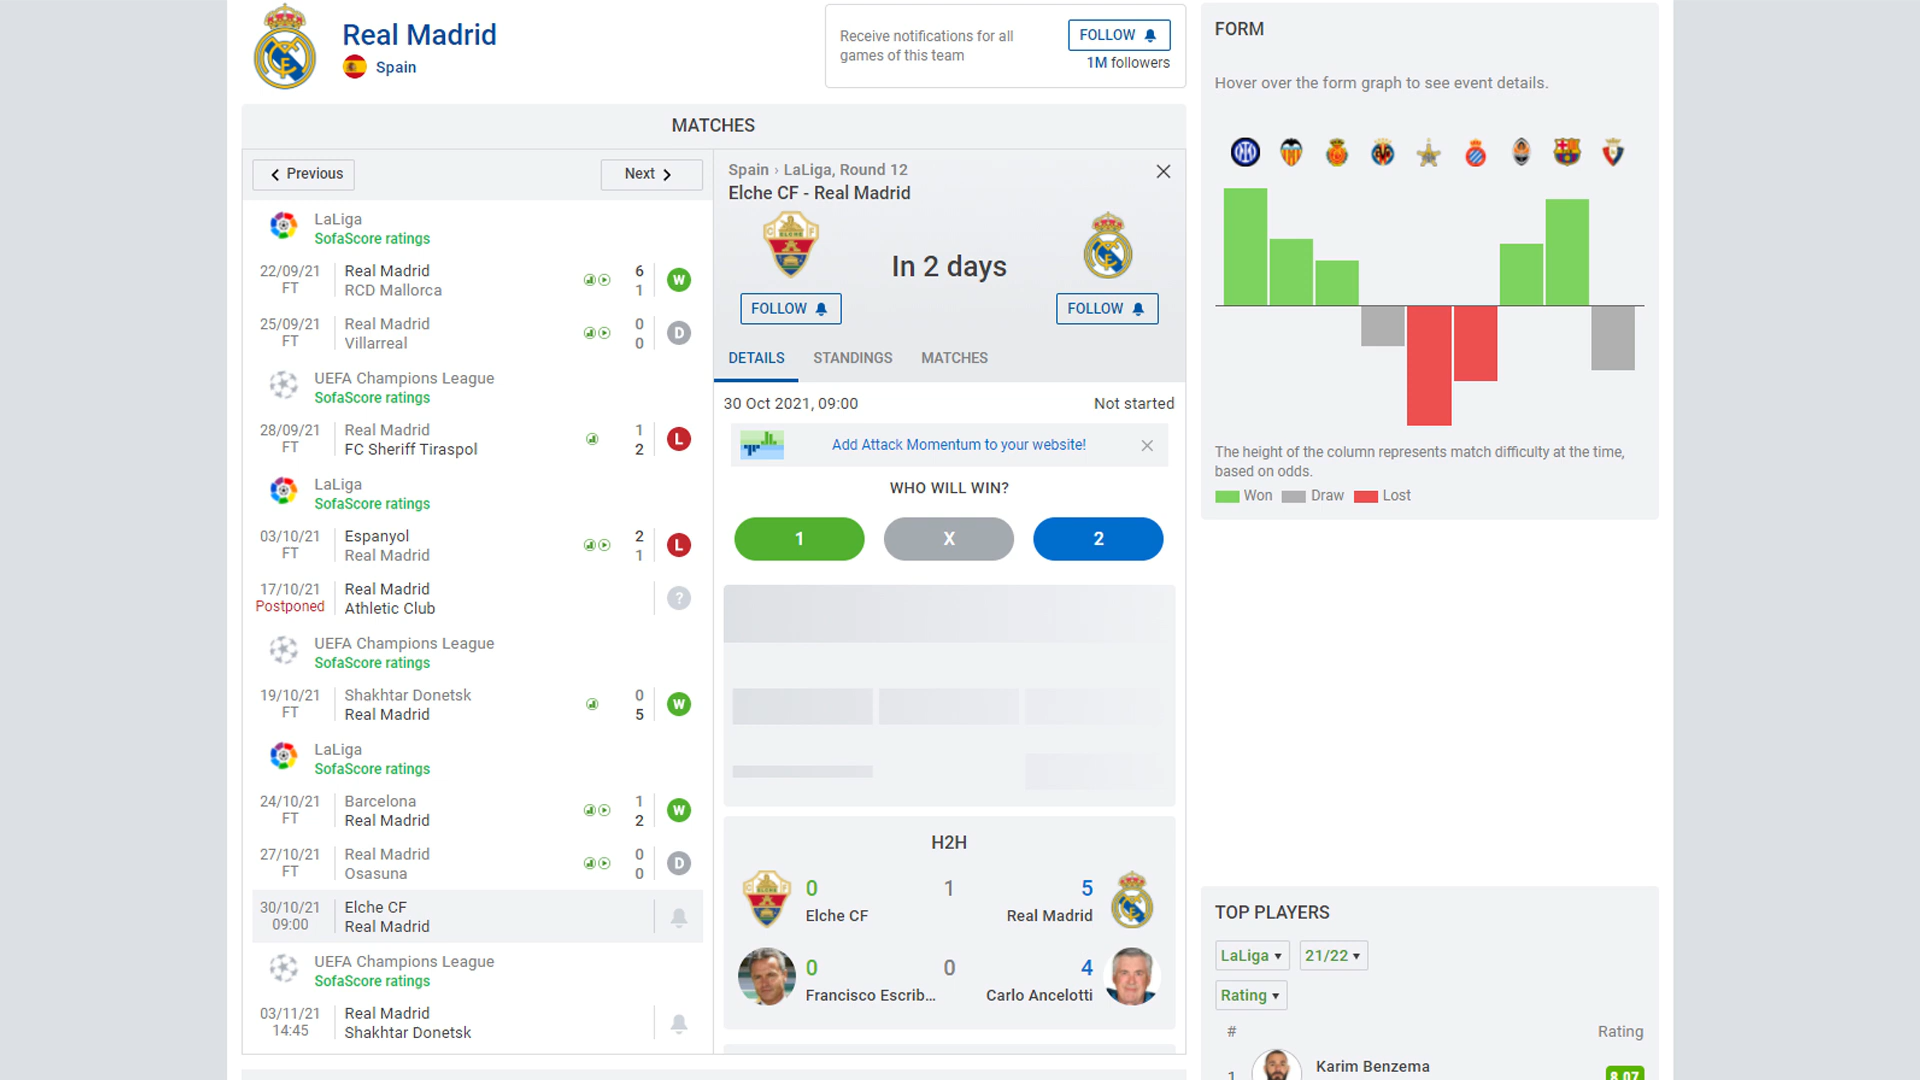 Real Madrid
Spain
Receive notifications for all
games of this team
FOLLOW
1M followers
MATCHES
Previous
Next
LaLiga
SofaScore ratings
22/09/21
FT
Real Madrid
RCD Mallorca
6
1
W
25/09/21
FT
Real Madrid
Villarreal
0
0
D
UEFA Champions League
SofaScore ratings
28/09/21
FT
Real Madrid
FC Sheriff Tiraspol
1
2
L
LaLiga
SofaScore ratings
03/10/21
FT
Espanyol
Real Madrid
2
1
L
17/10/21
Postponed
Real Madrid
Athletic Club
?
UEFA Champions League
SofaScore ratings
19/10/21
FT
Shakhtar Donetsk
Real Madrid
0
5
W
LaLiga
SofaScore ratings
24/10/21
FT
Barcelona
Real Madrid
1
2
W
27/10/21
FT
Real Madrid
Osasuna
0
0
D
30/10/21
09:00
Elche CF
Real Madrid
UEFA Champions League
SofaScore ratings
03/11/21
14:45
Real Madrid
Shakhtar Donetsk
Spain › LaLiga, Round 12
Elche CF - Real Madrid
In 2 days
FOLLOW
FOLLOW
DETAILS STANDINGS MATCHES
30 Oct 2021, 09:00 Not started
Add Attack Momentum to your website!
WHO WILL WIN?
1 X 2
H2H
0 1 5
Elche CF Real Madrid
0 0 4
Francisco Escrib... Carlo Ancelotti
FORM
Hover over the form graph to see event details.
The height of the column represents match difficulty at the time,
based on odds.
Won Draw Lost
TOP PLAYERS
LaLiga 21/22
Rating
# Rating
1 Karim Benzema 8.07